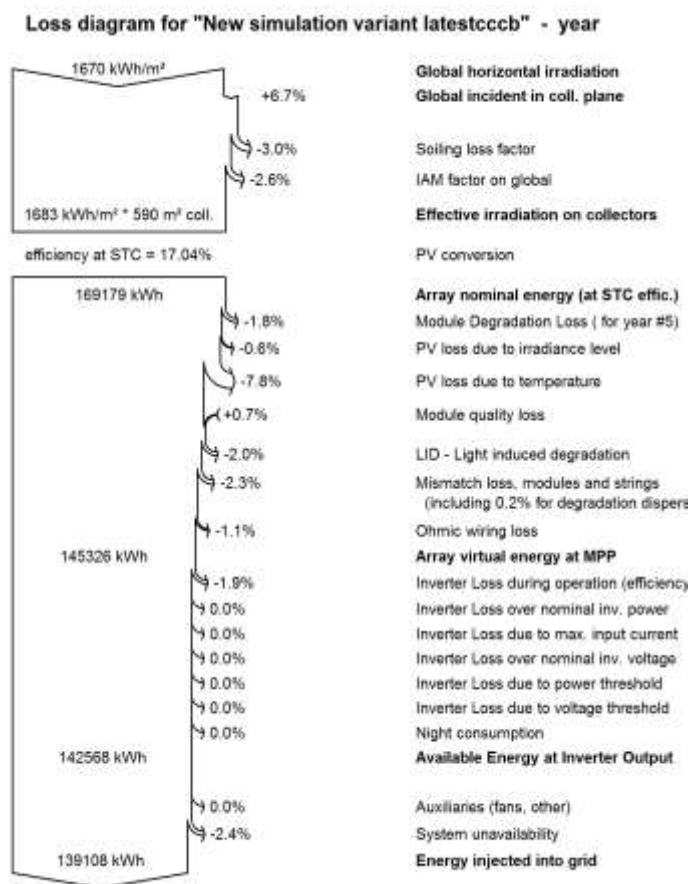 Loss diagram for "New simulation variant latestcccb" - year
1670 kWh/m² Global horizontal irradiation
+6.7% Global incident in coll. plane
-3.0% Soiling loss factor
-2.6% IAM factor on global
1683 kWh/m² * 590 m² coll. Effective irradiation on collectors
efficiency at STC = 17.04% PV conversion
169179 kWh Array nominal energy (at STC effic.)
-1.8% Module Degradation Loss ( for year #5)
-0.6% PV loss due to irradiance level
-7.8% PV loss due to temperature
+0.7% Module quality loss
-2.0% LID - Light induced degradation
-2.3% Mismatch loss, modules and strings
(including 0.2% for degradation dispers
-1.1% Ohmic wiring loss
145326 kWh Array virtual energy at MPP
-1.9% Inverter Loss during operation (efficiency
0.0% Inverter Loss over nominal inv. power
0.0% Inverter Loss due to max. input current
0.0% Inverter Loss over nominal inv. voltage
0.0% Inverter Loss due to power threshold
0.0% Inverter Loss due to voltage threshold
0.0% Night consumption
142568 kWh Available Energy at Inverter Output
0.0% Auxiliaries (fans, other)
-2.4% System unavailability
139108 kWh Energy injected into grid